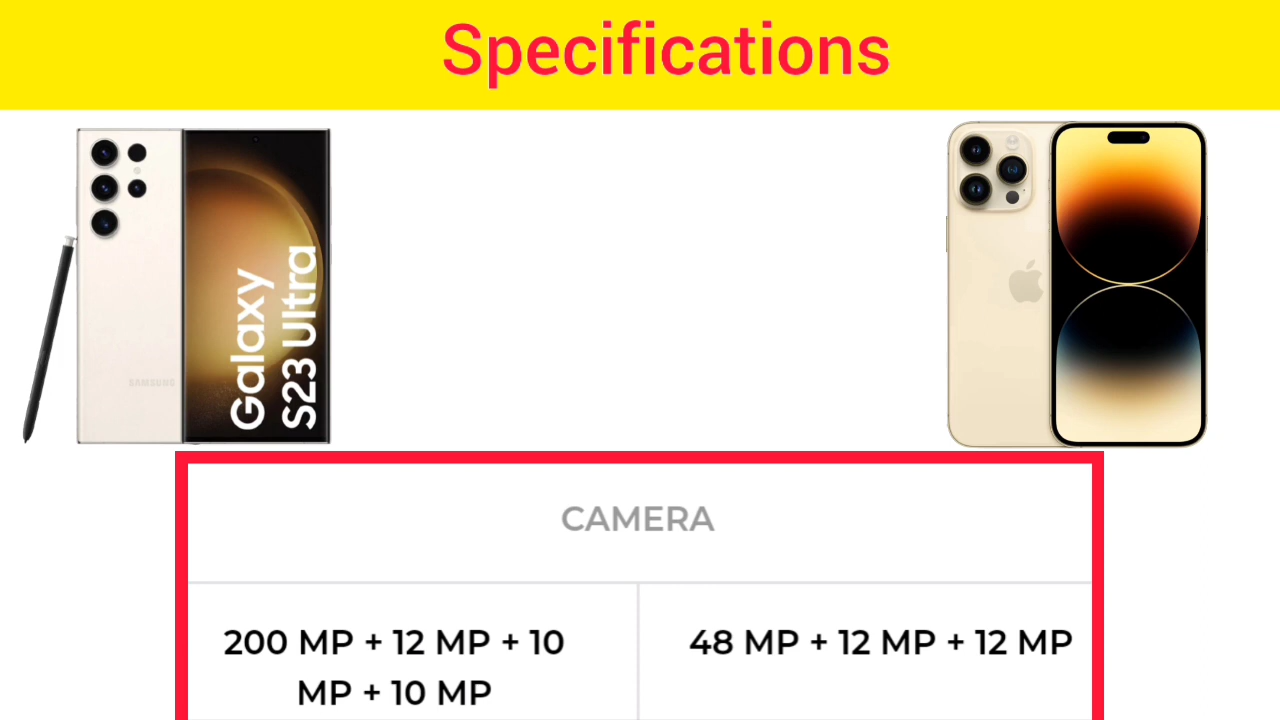 Specifications
Galaxy
S23 Ultra
SAMSUNG
CAMERA
200 MP + 12 MP + 10
MP + 10 MP
48 MP + 12 MP + 12 MP